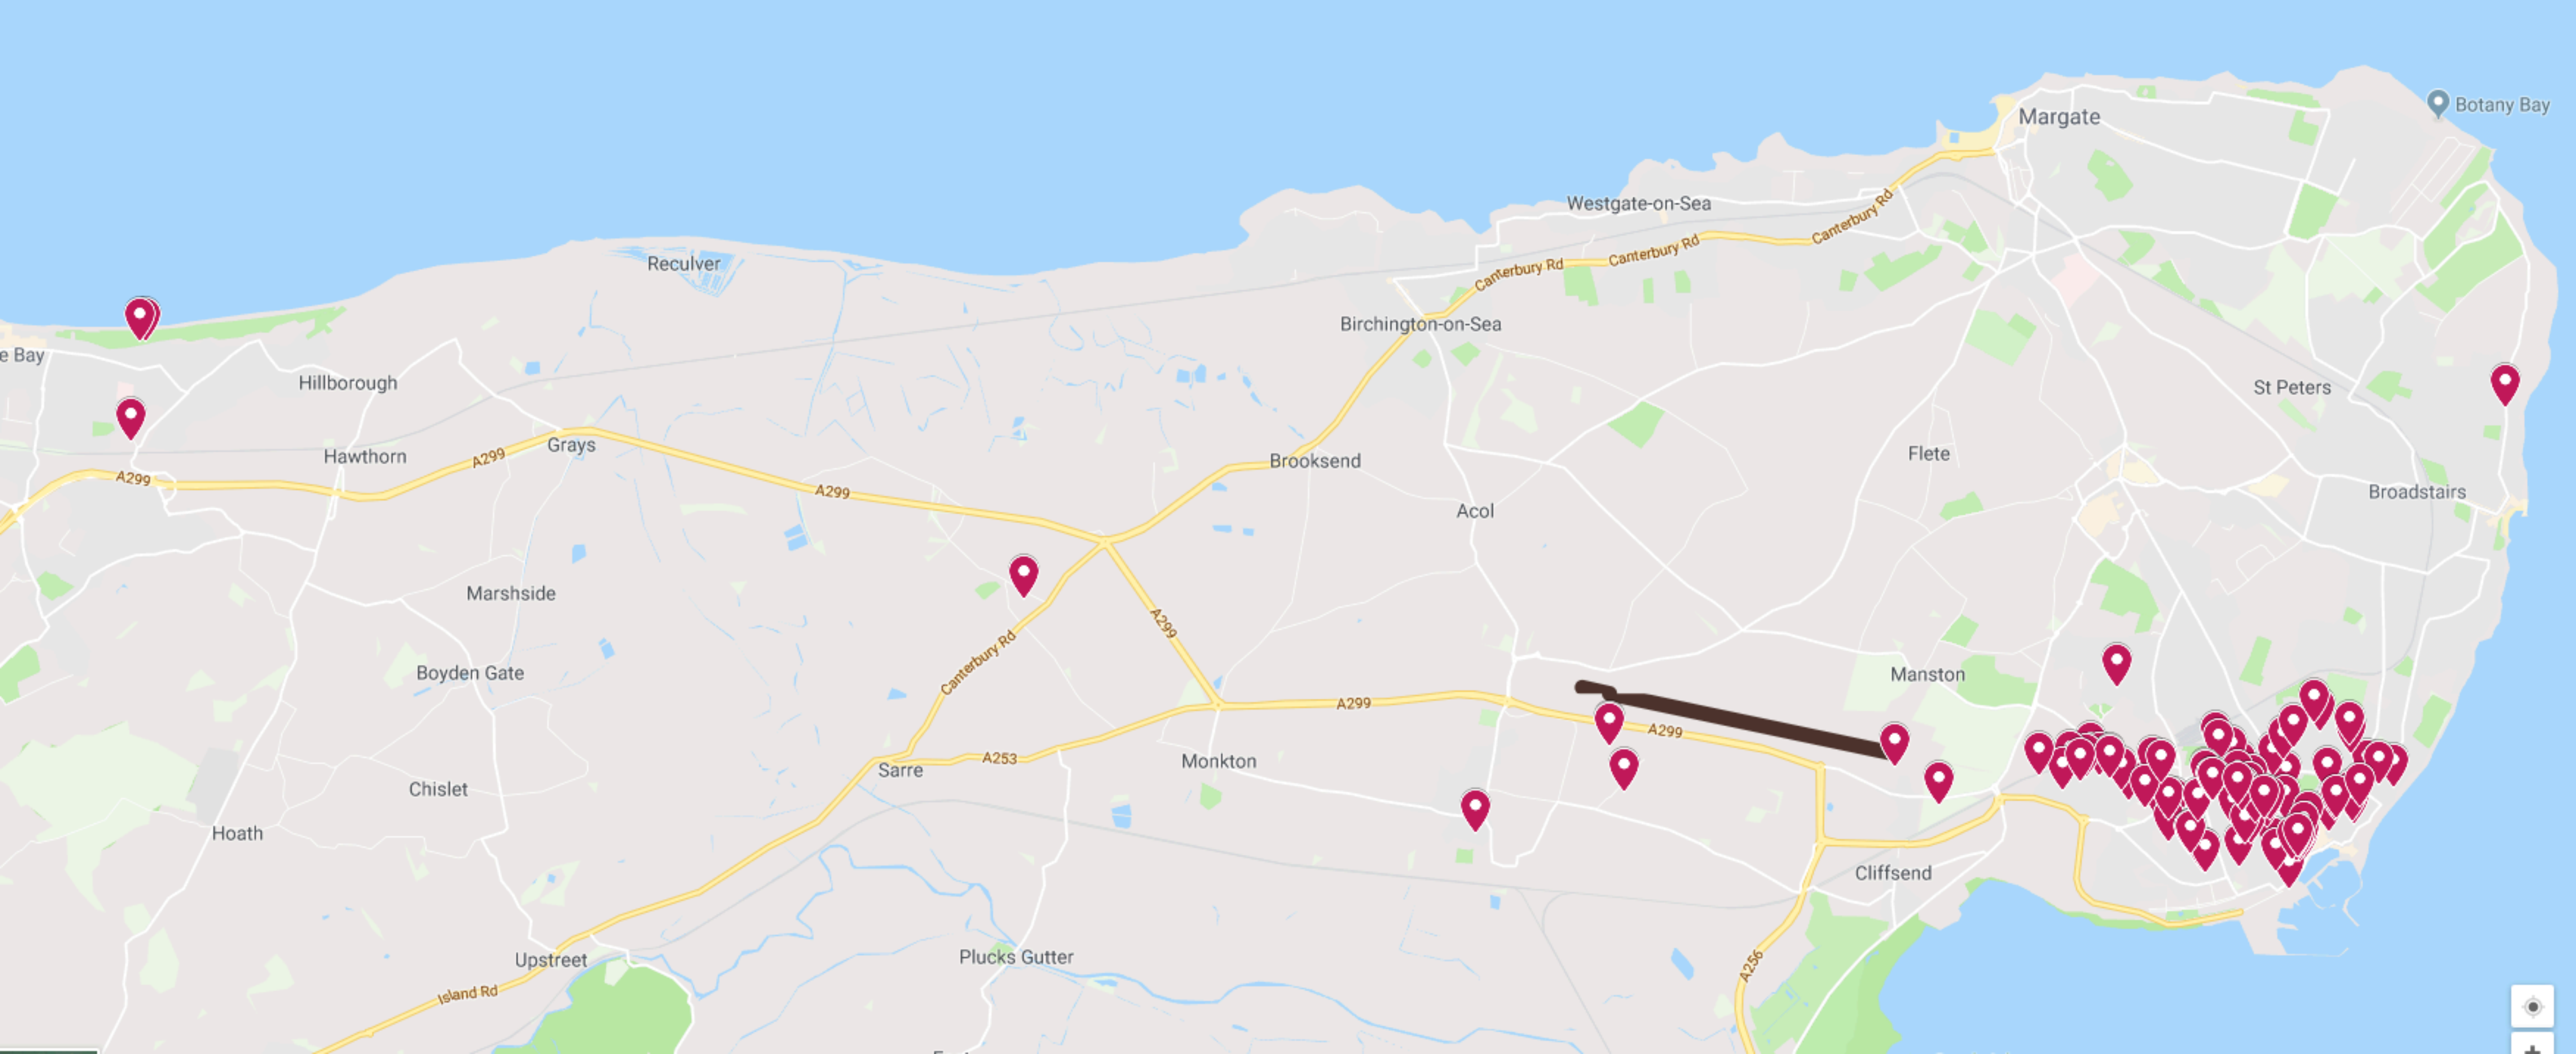 Botany Bay
Margate
Westgate-on-Sea
Canterbury Rd
Canterbury Rd
Canterbury Rd
Reculver
Birchington-on-Sea
e Bay
Hillborough
St Peters
Grays
Hawthorn
A299
A299
A299
Brooksend
Flete
Broadstairs
Acol
Marshside
A299
Canterbury Rd
Boyden Gate
Manston
A299
A299
A253
Monkton
Sarre
Chislet
Hoath
Cliffsend
Plucks Gutter
Upstreet
A256
Island Rd